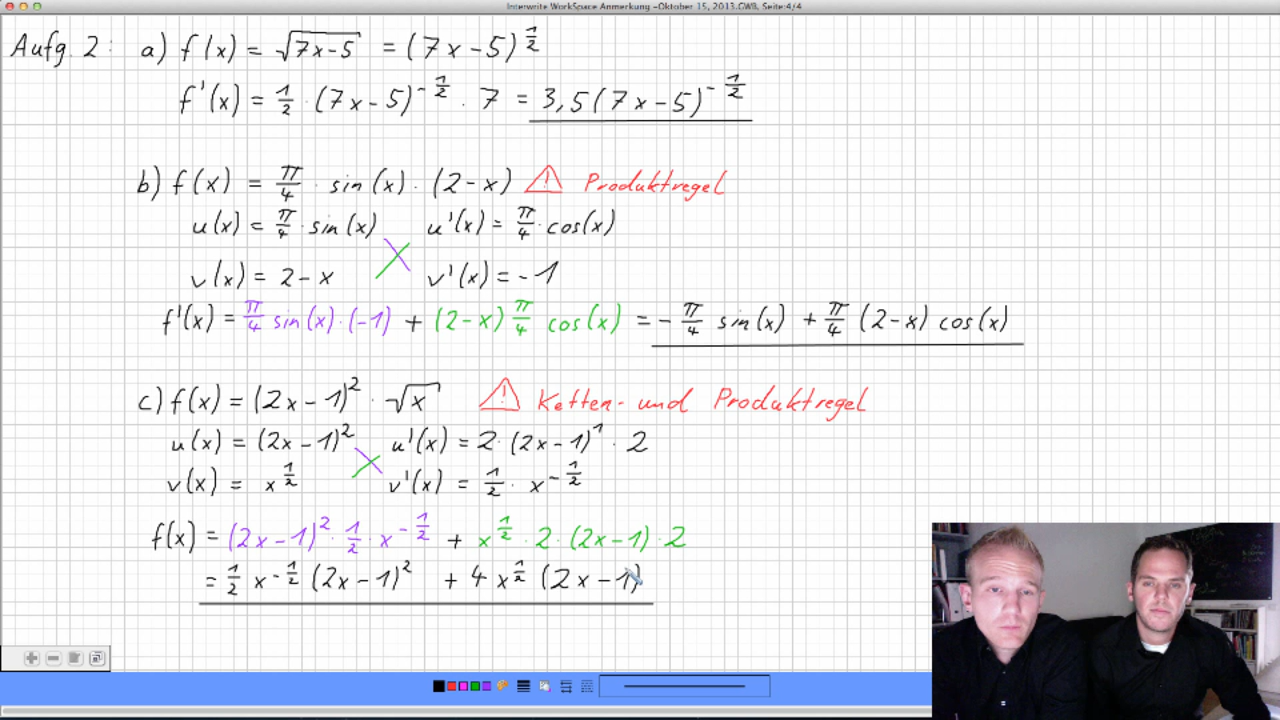 Interwrite WorkSpace Anmerkung -Oktober 15, 2013.GWB, Seite:4/4
Aufg. 2: a) f(x) = √(7x-5) = (7x-5)^(1/2)
f'(x) = 1/2 · (7x-5)^(-1/2) · 7 = 3,5(7x-5)^(-1/2)
b) f(x) = π/4 · sin(x) · (2-x) ⚠ Produktregel
u(x) = π/4 · sin(x) u'(x) = π/4 · cos(x)
v(x) = 2-x v'(x) = -1
f'(x) = π/4 sin(x) · (-1) + (2-x) π/4 cos(x) = -π/4 sin(x) + π/4 (2-x) cos(x)
c) f(x) = (2x-1)² · √x ⚠ Ketten- und Produktregel
u(x) = (2x-1)² u'(x) = 2 · (2x-1)¹ · 2
v(x) = x^(1/2) v'(x) = 1/2 · x^(-1/2)
f(x) = (2x-1)² · 1/2 · x^(-1/2) + x^(1/2) · 2 · (2x-1) · 2
= 1/2 x^(-1/2) (2x-1)² + 4 x^(1/2) (2x-1)